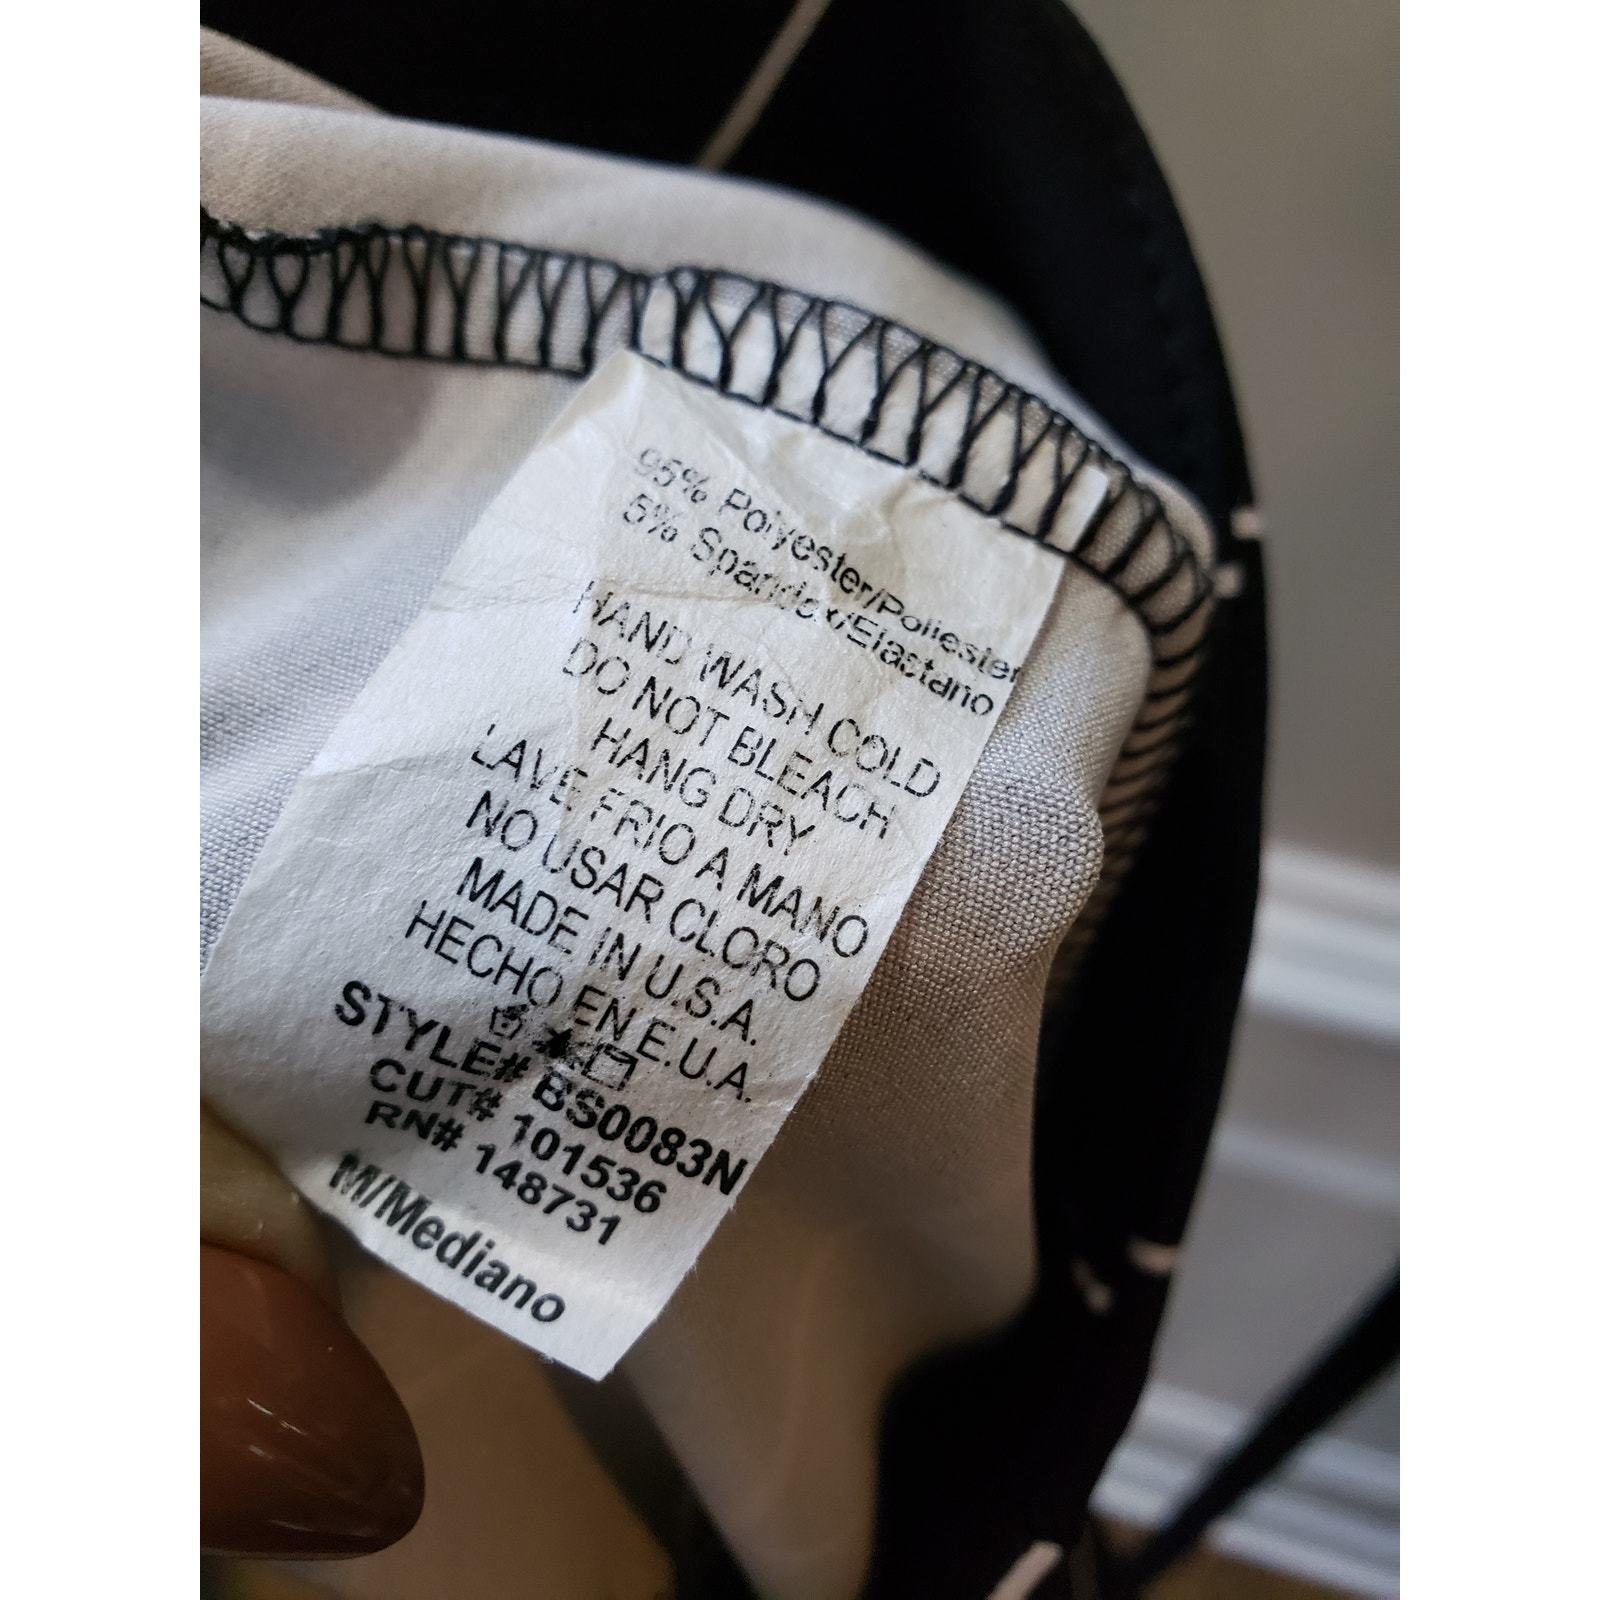 95% Polyester/Poliester
5% Spandex/Elastano
HAND WASH COLD
DO NOT BLEACH
HANG DRY
LAVE FRIO A MANO
NO USAR CLORO
MADE IN U.S.A.
HECHO EN E.U.A.
STYLE# BS0083N
CUT# 101536
RN# 148731
M/Mediano